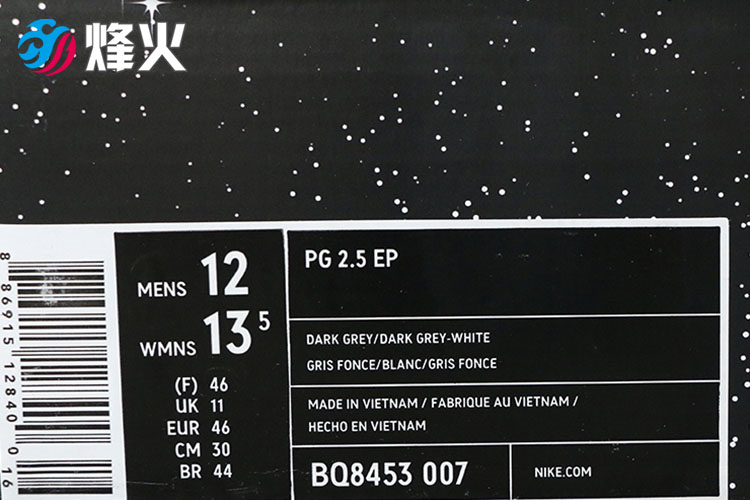 烽火
8 86915 12840 0 16
MENS 12
WMNS 13 5
(F) 46
UK 11
EUR 46
CM 30
BR 44
PG 2.5 EP
DARK GREY/DARK GREY-WHITE
GRIS FONCE/BLANC/GRIS FONCE
MADE IN VIETNAM / FABRIQUE AU VIETNAM /
HECHO EN VIETNAM
BQ8453 007
NIKE.COM